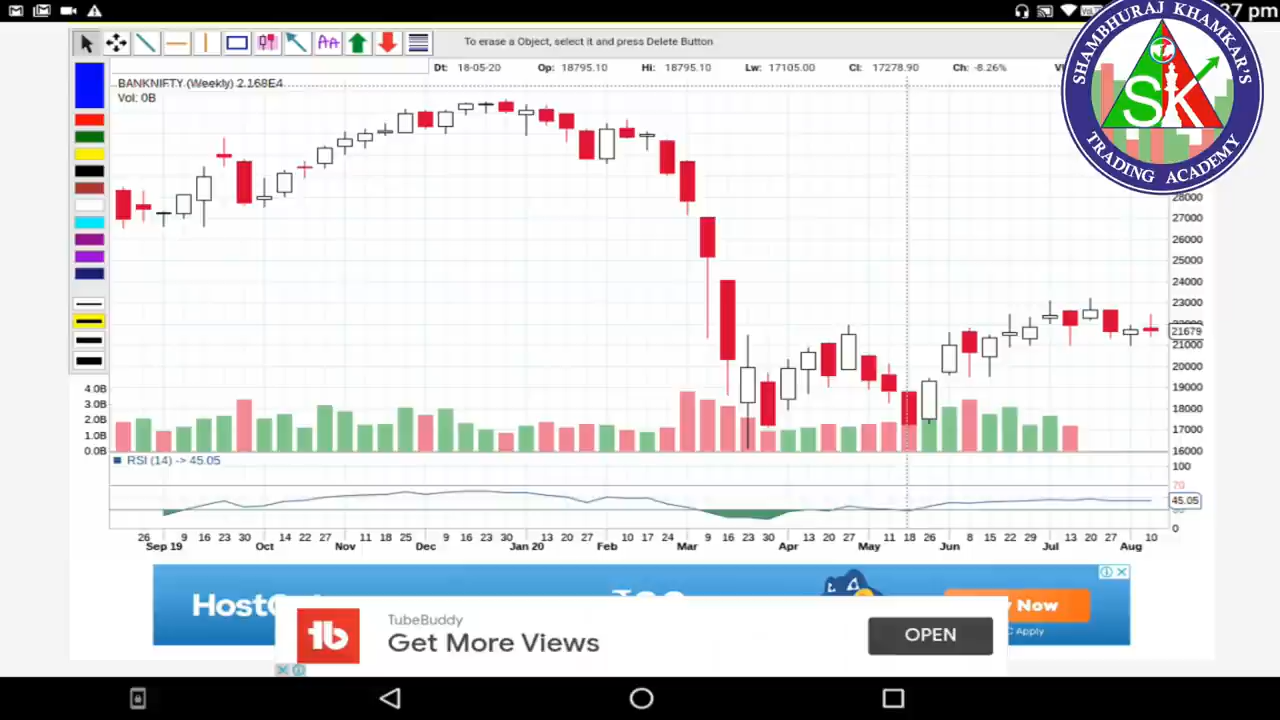 37 pm
SHAMBHURAJ KHAMKAR'S
SK
TRADING ACADEMY
To erase a Object, select it and press Delete Button
Dt: 18-05-20 Op: 18795.10 Hi: 18795.10 Lw: 17105.00 Cl: 17278.90 Ch: -8.26%
BANKNIFTY (Weekly) 2.168E4
Vol: 0B
28000
27000
26000
25000
24000
23000
22000
21679
21000
20000
19000
18000
17000
16000
4.0B
3.0B
2.0B
1.0B
0.0B
RSI (14) -> 45.05
100
70
45.05
0
26 9 16 23 30 14 22 27 11 18 25 9 16 23 30 13 20 27 10 17 24 9 16 23 30 13 20 27 11 18 26 8 15 22 29 13 20 27 10
Sep 19 Oct Nov Dec Jan 20 Feb Mar Apr May Jun Jul Aug
Now
C Apply
TubeBuddy
Get More Views
OPEN
tb